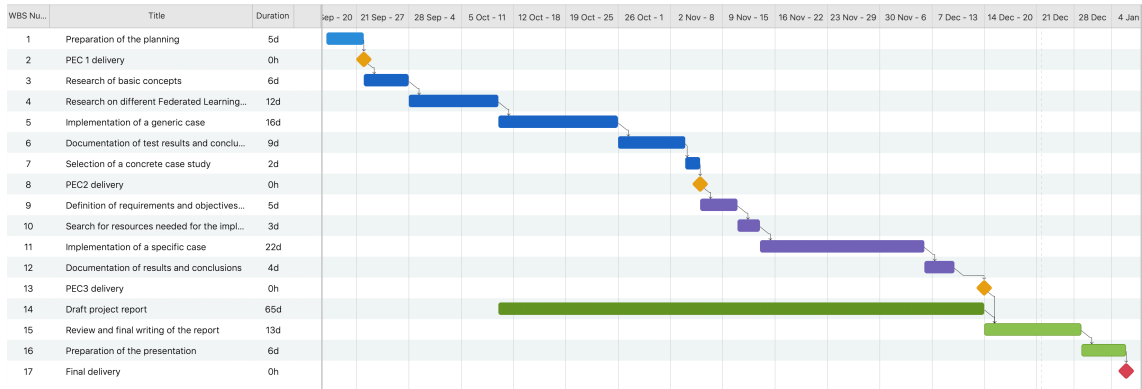 WBS Nu... Title Duration 20 21 Sep - 27 28 Sep - 4 5 Oct - 11 12 Oct - 18 19 Oct - 25 26 Oct - 1 2 Nov - 8 9 Nov - 15 16 Nov - 22 23 Nov - 29 30 Nov - 6 7 Dec - 13 14 Dec - 20 21 Dec 28 Dec 4 Jan
1 Preparation of the planning 5d
2 PEC 1 delivery 0h
3 Research of basic concepts 6d
4 Research on different Federated Learning... 12d
5 Implementation of a generic case 16d
6 Documentation of test results and conclu... 9d
7 Selection of a concrete case study 2d
8 PEC2 delivery 0h
9 Definition of requirements and objectives... 5d
10 Search for resources needed for the impl... 3d
11 Implementation of a specific case 22d
12 Documentation of results and conclusions 4d
13 PEC3 delivery 0h
14 Draft project report 65d
15 Review and final writing of the report 13d
16 Preparation of the presentation 6d
17 Final delivery 0h